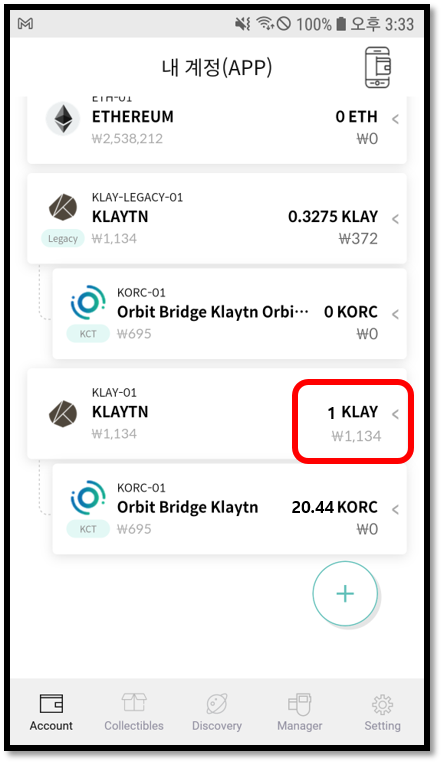 100% 오후 3:33
내 계정(APP)
ETH-01
ETHEREUM 0 ETH
₩2,538,212 ₩0
KLAY-LEGACY-01
KLAYTN 0.3275 KLAY
Legacy ₩1,134 ₩372
KORC-01
Orbit Bridge Klaytn Orbi··· 0 KORC
KCT ₩695 ₩0
KLAY-01
KLAYTN 1 KLAY
₩1,134 ₩1,134
KORC-01
Orbit Bridge Klaytn 20.44 KORC
KCT ₩695 ₩0
Account Collectibles Discovery Manager Setting